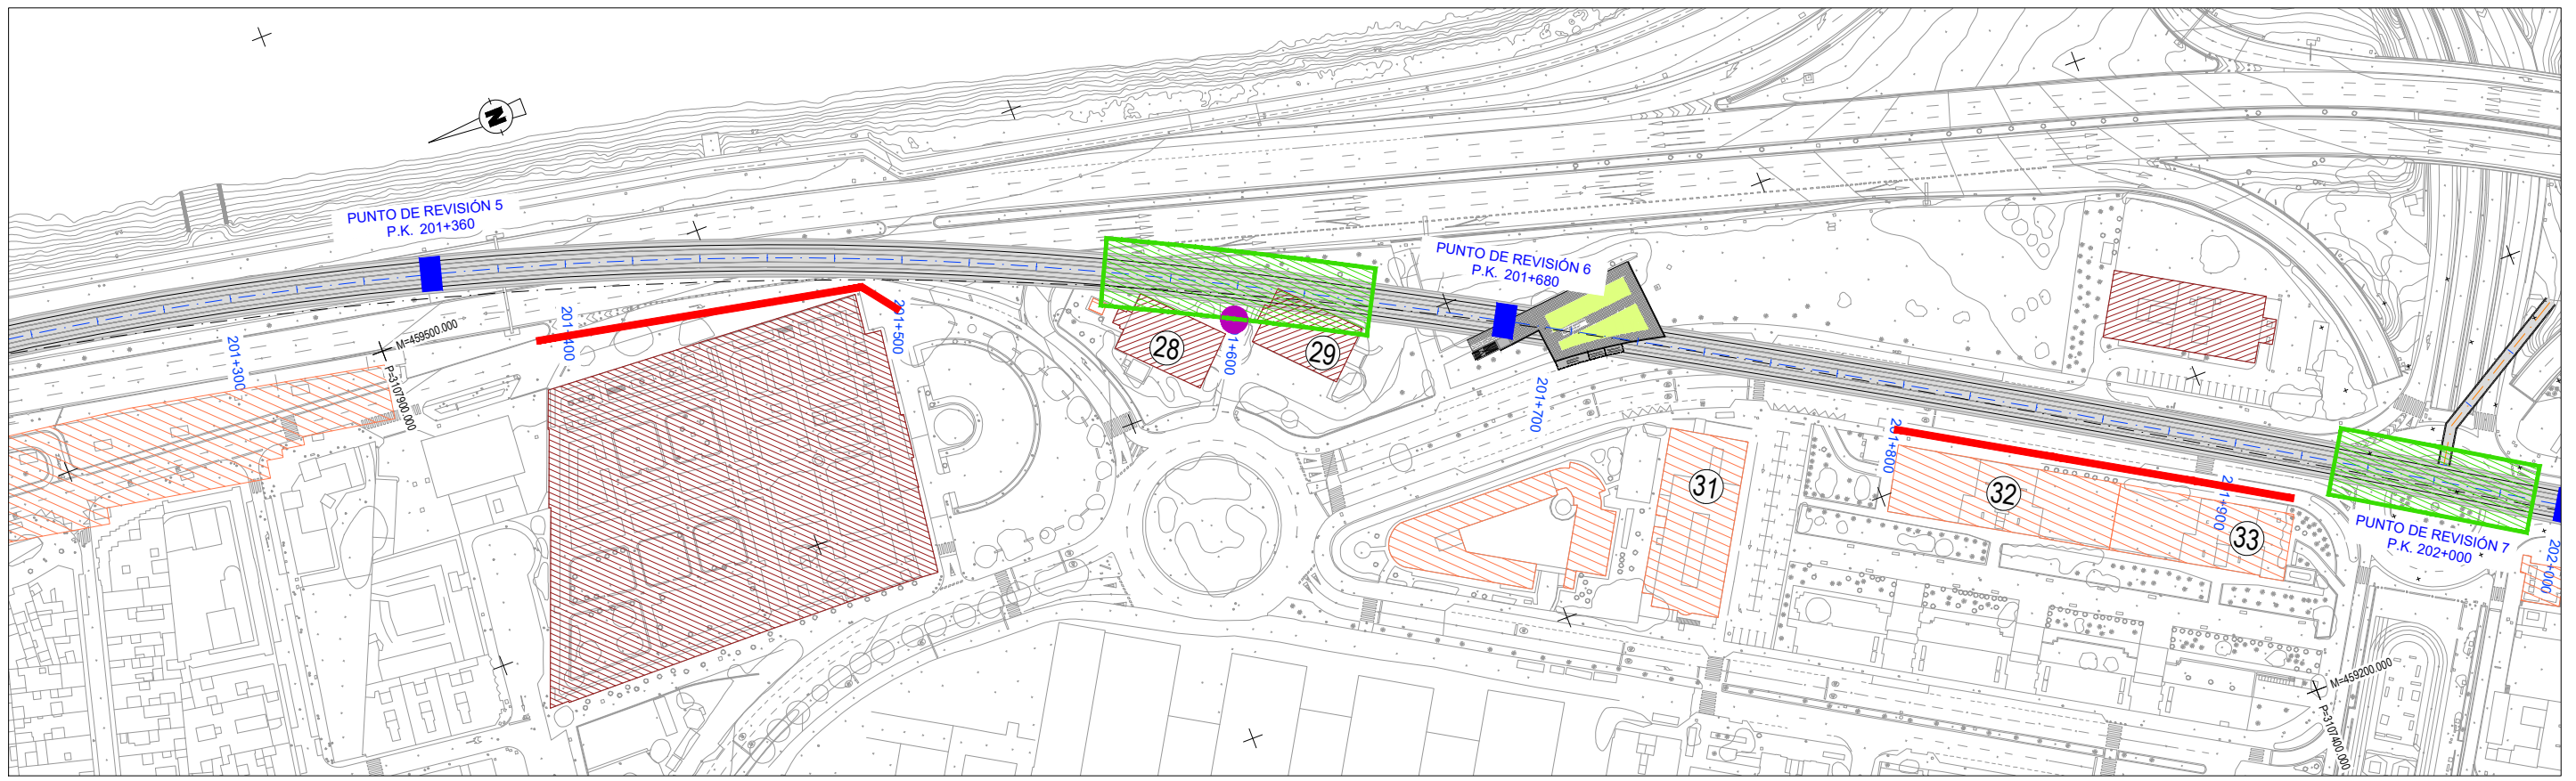 N
PUNTO DE REVISIÓN 5
P.K. 201+360
PUNTO DE REVISIÓN 6
P.K. 201+680
201+300
M=459500.000
P=3107900.000
201+400
201+500
28
1+600
29
201+700
31
201+800
32
201+900
33
PUNTO DE REVISIÓN 7
P.K. 202+000
202+000
M=459200.000
P=3107400.000